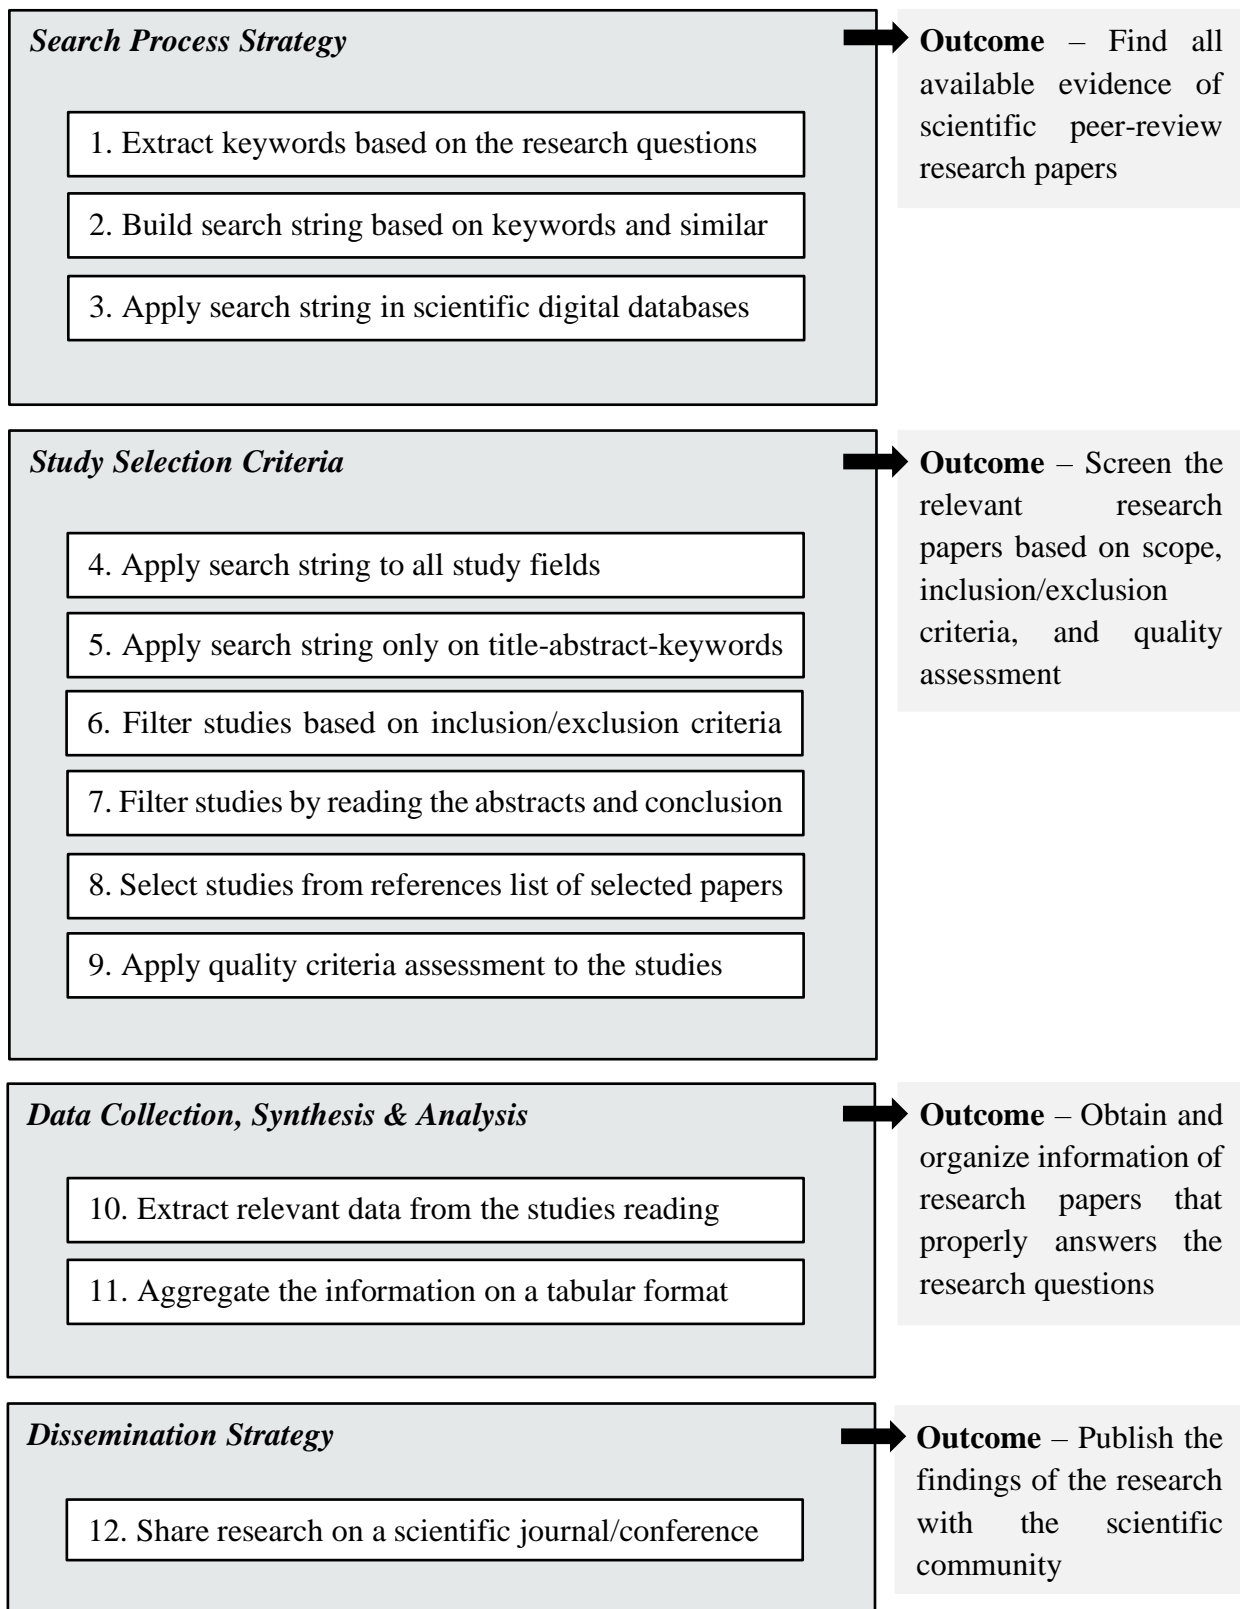 Search Process Strategy
1. Extract keywords based on the research questions
2. Build search string based on keywords and similar
3. Apply search string in scientific digital databases
Outcome – Find all
available evidence of
scientific peer-review
research papers
Study Selection Criteria
4. Apply search string to all study fields
5. Apply search string only on title-abstract-keywords
6. Filter studies based on inclusion/exclusion criteria
7. Filter studies by reading the abstracts and conclusion
8. Select studies from references list of selected papers
9. Apply quality criteria assessment to the studies
Outcome – Screen the
relevant research
papers based on scope,
inclusion/exclusion
criteria, and quality
assessment
Data Collection, Synthesis & Analysis
10. Extract relevant data from the studies reading
11. Aggregate the information on a tabular format
Outcome – Obtain and
organize information of
research papers that
properly answers the
research questions
Dissemination Strategy
12. Share research on a scientific journal/conference
Outcome – Publish the
findings of the research
with the scientific
community